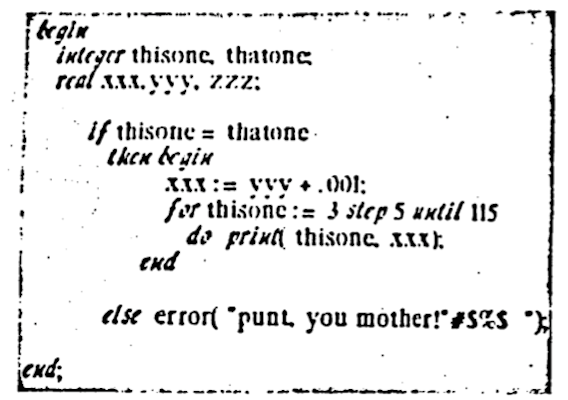 begin
integer thisone, thatone;
real xxx, yyy, zzz;
if thisone = thatone
then begin
xxx := yyy + .001;
for thisone := 3 step 5 until 115
do print( thisone, xxx);
end
else error( "punt, you mother!"#$%$ ");
end;